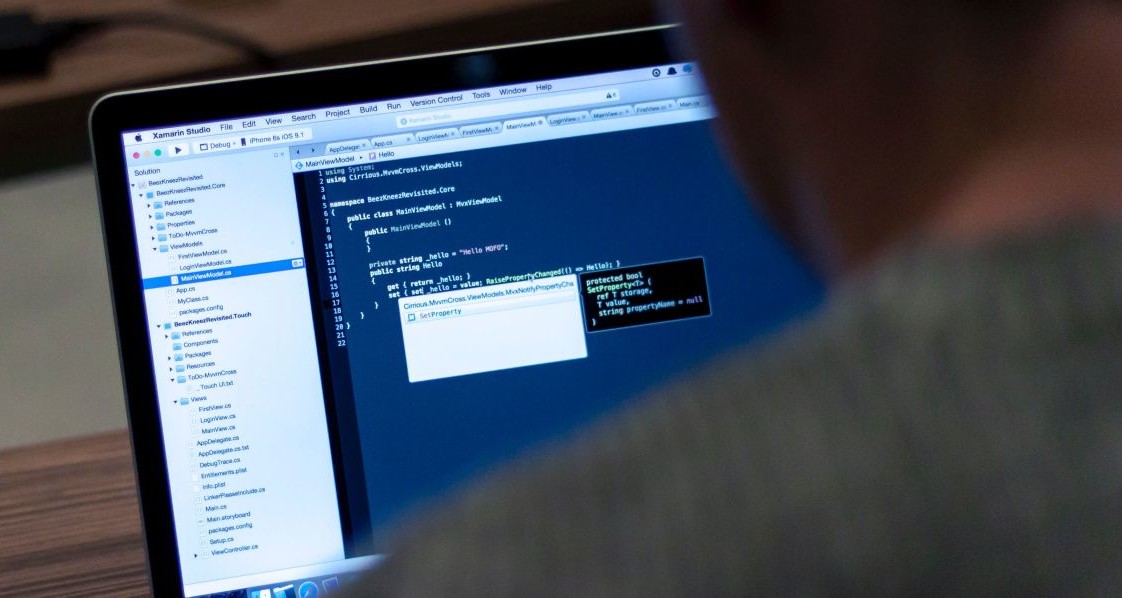 Xamarin Studio File Edit View Search Project Build Run Version Control Tools Window Help
Debug iPhone 6s iOS 9.1
Xamarin Studio
Solution
BeezKneezRevisited
BeezKneezRevisited.Core
References
Packages
Properties
ToDo-MvvmCross
ViewModels
FirstViewModel.cs
LoginViewModel.cs
MainViewModel.cs
App.cs
MyClass.cs
packages.config
BeezKneezRevisited.Touch
References
Components
Packages
Resources
ToDo-MvvmCross
_Touch UI.txt
Views
FirstView.cs
LoginView.cs
MainView.cs
AppDelegate.cs
AppDelegate.cs.txt
DebugTrace.cs
Entitlements.plist
Info.plist
LinkerPleaseInclude.cs
Main.cs
Main.storyboard
packages.config
Setup.cs
ViewController.cs
AppDelegat App.cs LoginViewM FirstViewM MainViewM LoginView.c MainView.c FirstView.cs Main.cs
MainViewModel Hello
1 using System;
2 using Cirrious.MvvmCross.ViewModels;
3
4
5 namespace BeezKneezRevisited.Core
6 {
7 public class MainViewModel : MvxViewModel
8 {
9 public MainViewModel ()
10 {
11 }
12
13 private string _hello = "Hello MOFO";
14 public string Hello
15 {
16 get { return _hello; }
17 set { set _hello = value; RaisePropertyChanged(() => Hello); }
18 }
19 }
20 }
21
22
Cirrious.MvvmCross.ViewModels.MvxNotifyPropertyCha
SetProperty
protected bool
SetProperty<T> (
ref T storage,
T value,
string propertyName = null
)